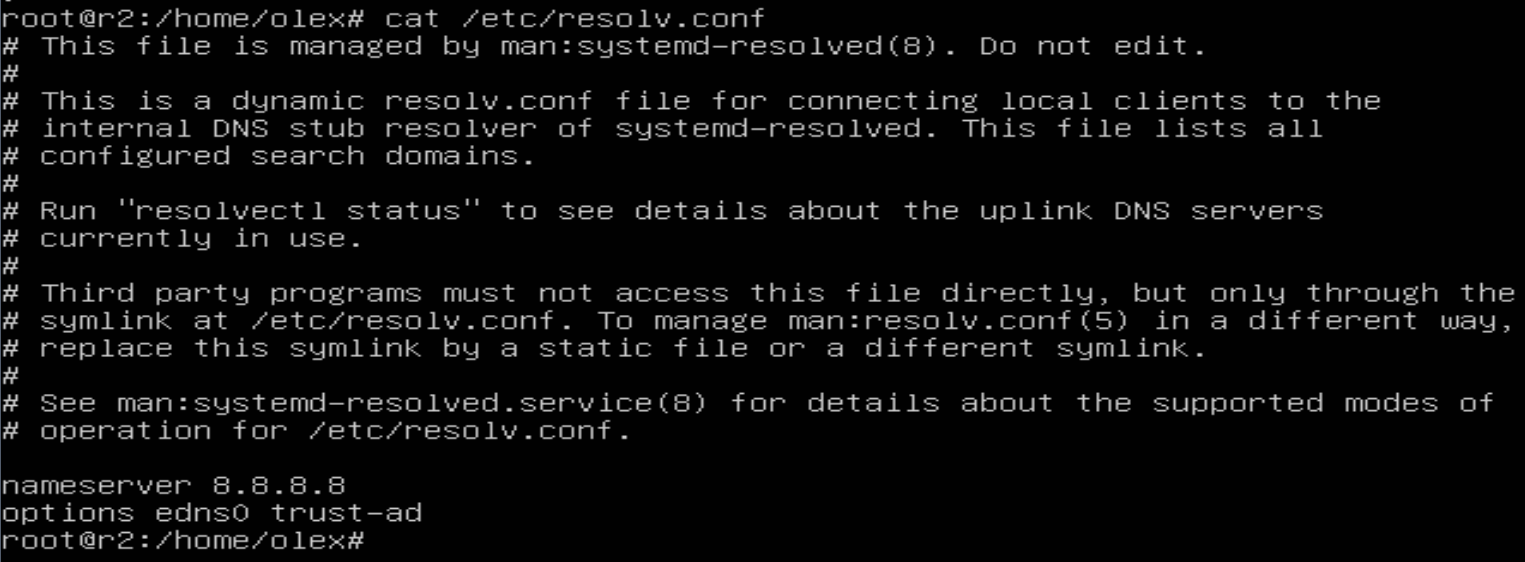 root@r2:/home/olex# cat /etc/resolv.conf
# This file is managed by man:systemd-resolved(8). Do not edit.
#
# This is a dynamic resolv.conf file for connecting local clients to the
# internal DNS stub resolver of systemd-resolved. This file lists all
# configured search domains.
#
# Run "resolvectl status" to see details about the uplink DNS servers
# currently in use.
#
# Third party programs must not access this file directly, but only through the
# symlink at /etc/resolv.conf. To manage man:resolv.conf(5) in a different way,
# replace this symlink by a static file or a different symlink.
#
# See man:systemd-resolved.service(8) for details about the supported modes of
# operation for /etc/resolv.conf.

nameserver 8.8.8.8
options edns0 trust-ad
root@r2:/home/olex#